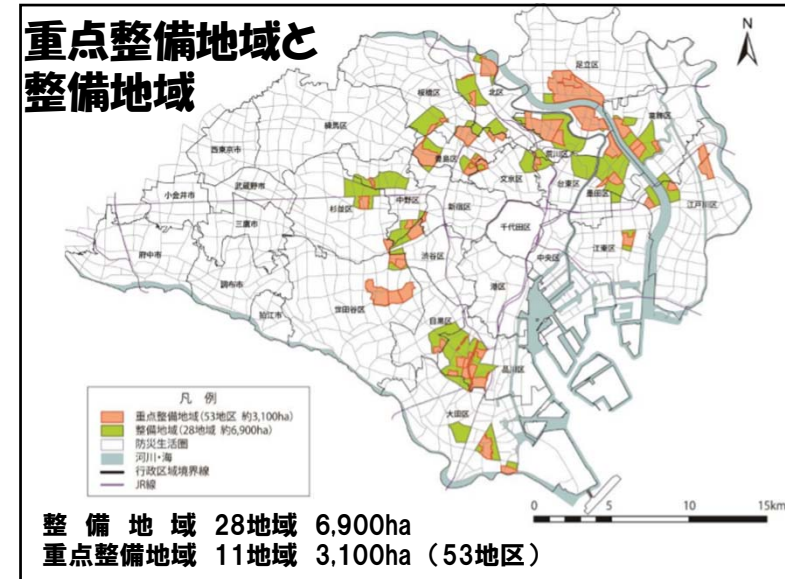 重点整備地域と
整備地域
N
足立区
板橋区
北区
葛飾区
練馬区
豊島区
荒川区
西東京市
文京区
台東区
墨田区
江戸川区
武蔵野市
小金井市
中野区
杉並区
新宿区
千代田区
三鷹市
江東区
府中市
渋谷区
中央区
調布市
港区
世田谷区
狛江市
目黒区
品川区
大田区
凡 例
重点整備地域(53地区 約3,100ha)
整備地域(28地域 約6,900ha)
防災生活圏
河川・海
行政区域境界線
JR線
0 5 10 15km
整 備 地 域 28地域 6,900ha
重点整備地域 11地域 3,100ha(53地区)